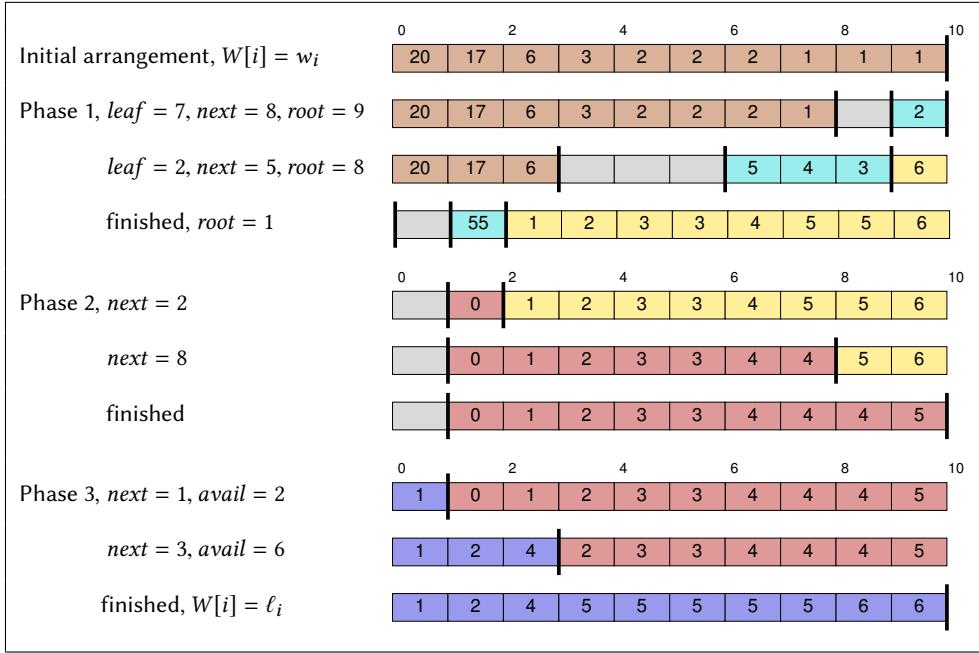 0 2 4 6 8 10
Initial arrangement, W[i] = wᵢ 20 17 6 3 2 2 2 1 1 1
Phase 1, leaf = 7, next = 8, root = 9 20 17 6 3 2 2 2 1 2
leaf = 2, next = 5, root = 8 20 17 6 5 4 3 6
finished, root = 1 55 1 2 3 3 4 5 5 6
0 2 4 6 8 10
Phase 2, next = 2 0 1 2 3 3 4 5 5 6
next = 8 0 1 2 3 3 4 4 5 6
finished 0 1 2 3 3 4 4 4 5
0 2 4 6 8 10
Phase 3, next = 1, avail = 2 1 0 1 2 3 3 4 4 4 5
next = 3, avail = 6 1 2 4 2 3 3 4 4 4 5
finished, W[i] = ℓᵢ 1 2 4 5 5 5 5 5 6 6